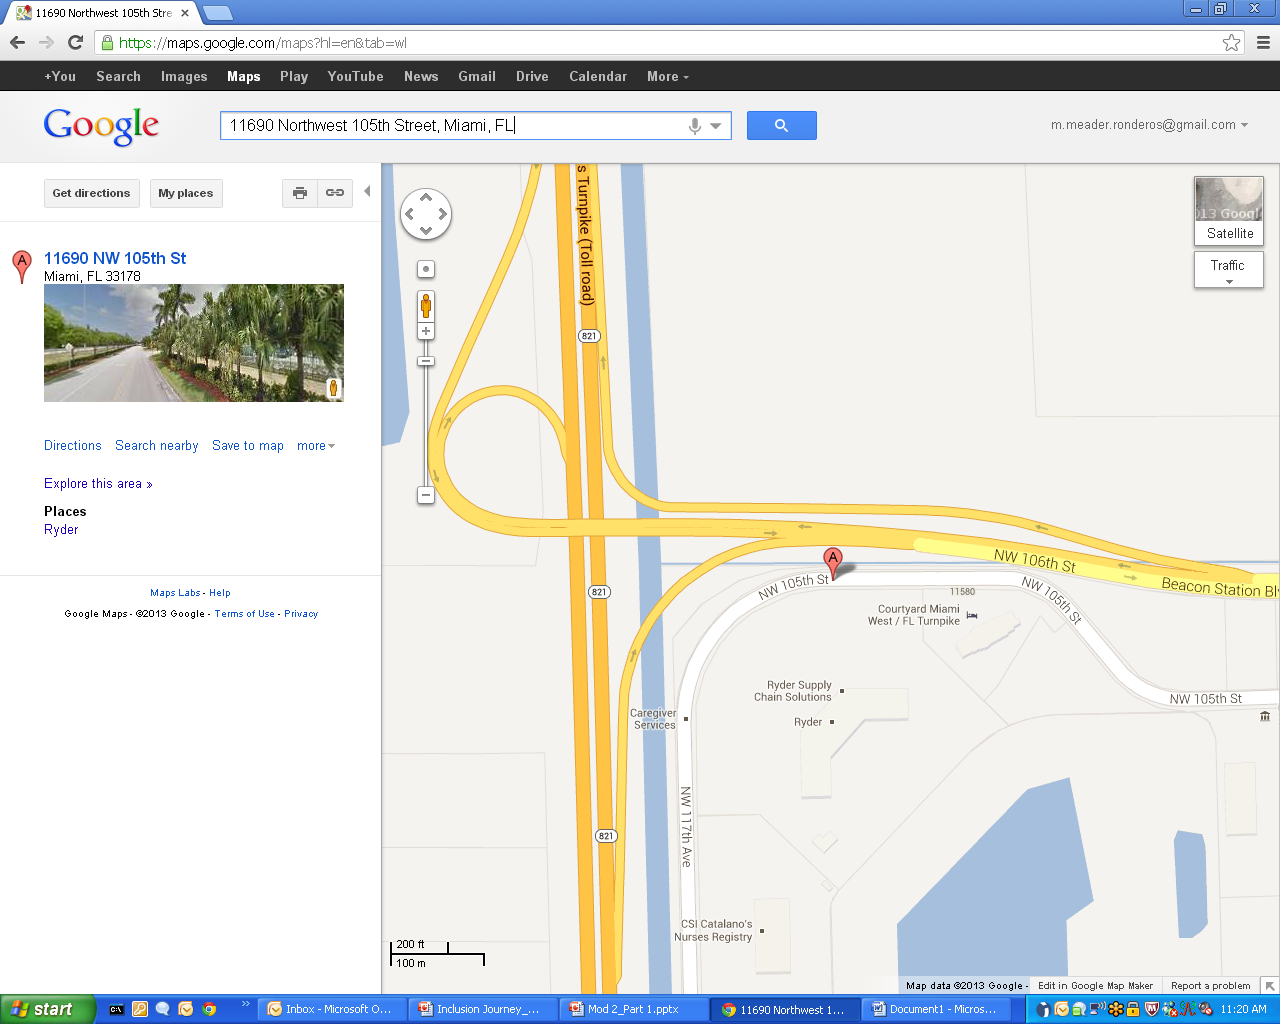 11690 Northwest 105th Stre
https://maps.google.com/maps?hl=en&tab=wl
+You Search Images Maps Play YouTube News Gmail Drive Calendar More
Google
11690 Northwest 105th Street, Miami, FL
m.meader.ronderos@gmail.com
Get directions My places
A
11690 NW 105th St
Miami, FL 33178
Directions Search nearby Save to map more
Explore this area »
Places
Ryder
Maps Labs - Help
Google Maps - ©2013 Google - Terms of Use - Privacy
s Turnpike (Toll road)
013 Google
Satellite
Traffic
821
821
821
A
NW 106th St
Beacon Station Blv
NW 105th St
NW 105th St
NW 105th St
11580
Courtyard Miami
West / FL Turnpike
Ryder Supply
Chain Solutions
Ryder
Caregiver
Services
NW 117th Ave
CSI Catalano's
Nurses Registry
200 ft
100 m
Map data ©2013 Google - Edit in Google Map Maker Report a problem
start
Inbox - Microsoft O...
Inclusion Journey_...
Mod 2_Part 1.pptx
11690 Northwest 1...
Document1 - Micros...
11:20 AM